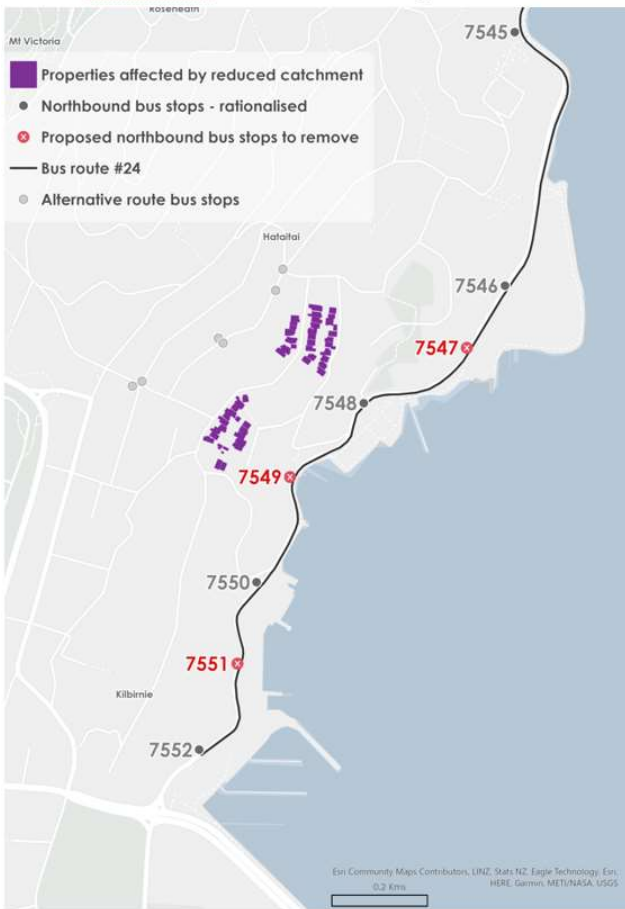 Roseneath
Mt Victoria
7545
Properties affected by reduced catchment
Northbound bus stops - rationalised
Proposed northbound bus stops to remove
Bus route #24
Alternative route bus stops
Hataitai
7546
7547
7548
7549
7550
7551
Kilbirnie
7552
Esri Community Maps Contributors, LINZ, Stats NZ, Eagle Technology, Esri,
HERE, Garmin, METI/NASA, USGS
0.2 Kms